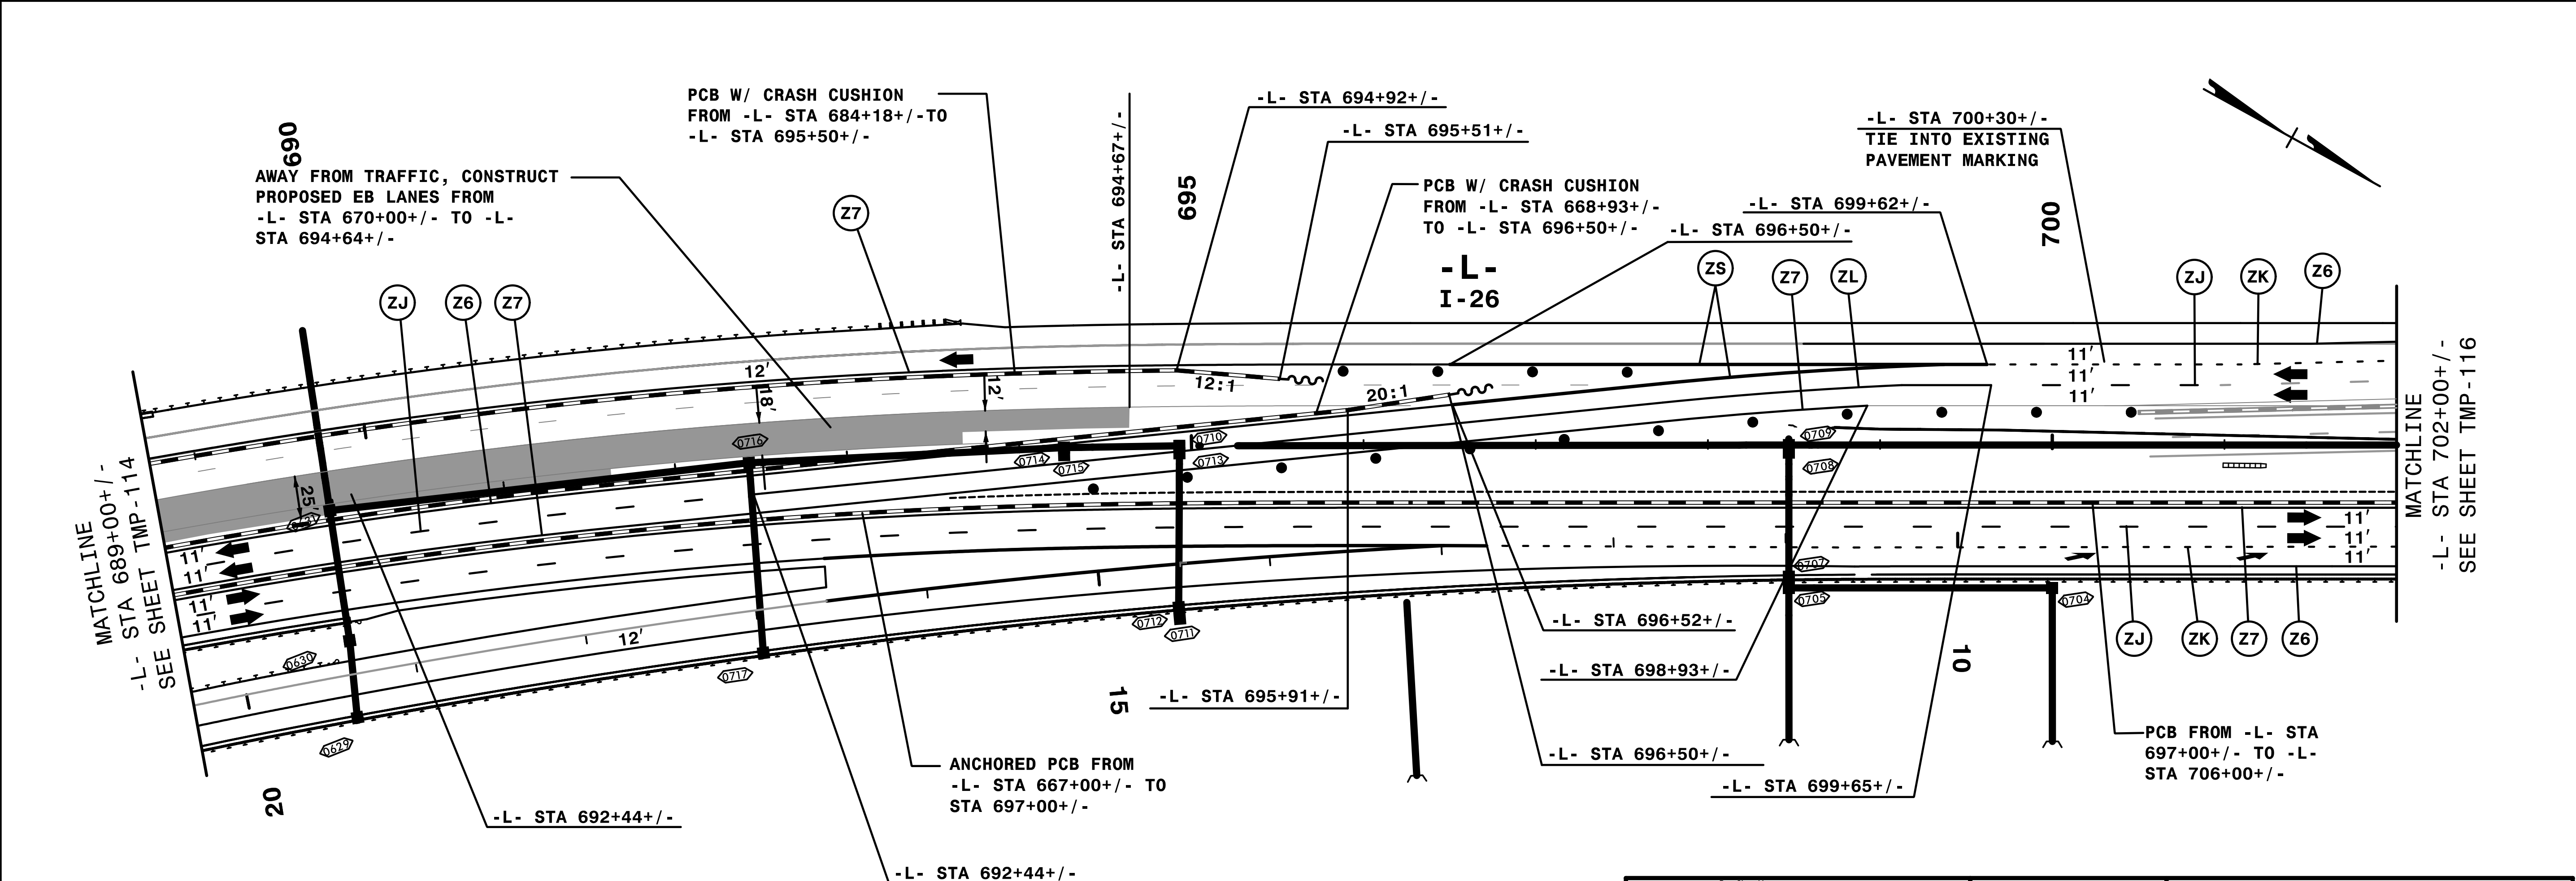 PCB W/ CRASH CUSHION
FROM -L- STA 684+18+/-TO
-L- STA 695+50+/-
-L- STA 694+67+/-
-L- STA 694+92+/-
-L- STA 695+51+/-
-L- STA 700+30+/-
TIE INTO EXISTING
PAVEMENT MARKING
690
AWAY FROM TRAFFIC, CONSTRUCT
PROPOSED EB LANES FROM
-L- STA 670+00+/- TO -L-
STA 694+64+/-
Z7
695
PCB W/ CRASH CUSHION
FROM -L- STA 668+93+/-
TO -L- STA 696+50+/-
-L- STA 699+62+/-
-L- STA 696+50+/-
700
-L-
I-26
ZS
Z7
ZL
ZJ
ZK
Z6
ZJ
Z6
Z7
12'
18'
12'
12:1
20:1
11'
11'
11'
MATCHLINE
-L- STA 702+00+/-
SEE SHEET TMP-116
0716
0714
0715
0710
0713
0709
0708
25'
MATCHLINE
-L- STA 689+00+/-
SEE SHEET TMP-114
11'
11'
11'
11'
11'
11'
11'
0707
0705
0704
0712
0711
12'
0630
0717
0629
-L- STA 696+52+/-
-L- STA 698+93+/-
15
-L- STA 695+91+/-
10
ZJ
ZK
Z7
Z6
-L- STA 696+50+/-
-L- STA 699+65+/-
PCB FROM -L- STA
697+00+/- TO -L-
STA 706+00+/-
ANCHORED PCB FROM
-L- STA 667+00+/- TO
STA 697+00+/-
20
-L- STA 692+44+/-
-L- STA 692+44+/-